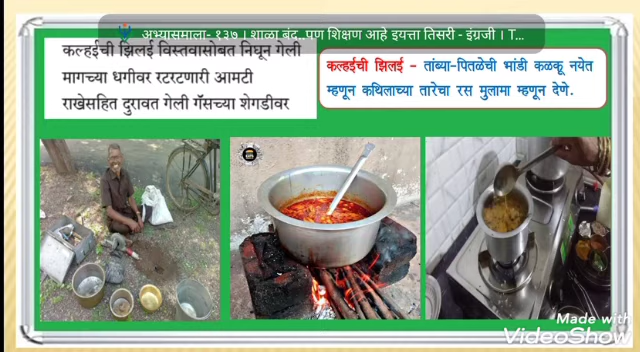 अभ्यासमाला- १३७ । शाळा बंद..पण शिक्षण आहे इयत्ता तिसरी - इंग्रजी । T...
कल्हईची झिलई विस्तवासोबत निघून गेली
मागच्या धगीवर रटरटणारी आमटी
राखेसहित दुरावत गेली गॅसच्या शेगडीवर
कल्हईची झिलई - तांब्या-पितळेची भांडी कळकू नयेत
म्हणून कथिलाच्या तारेचा रस मुलामा म्हणून देणे.
Made with
VideoShow